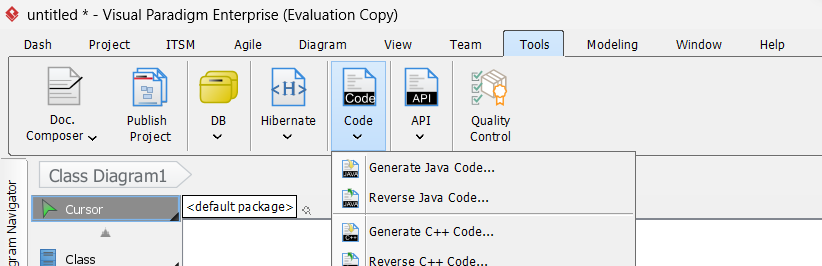 untitled * - Visual Paradigm Enterprise (Evaluation Copy)
Dash Project ITSM Agile Diagram View Team Tools Modeling Window Help
Doc. Composer
Publish Project
DB
<H>
Hibernate
Code
Code
API
API
Quality Control
Class Diagram1
<default package>
Cursor
Class
gram Navigator
JAVA
Generate Java Code...
JAVA
Reverse Java Code...
C++
Generate C++ Code...
Reverse C++ Code...